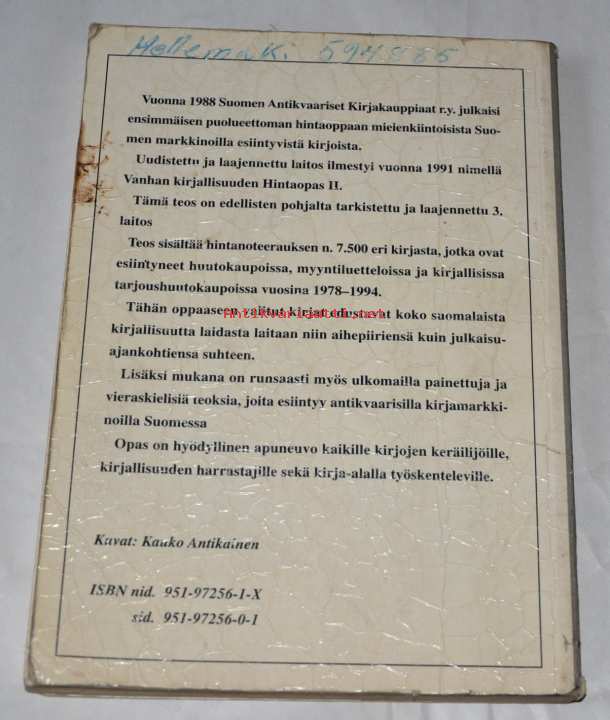 Vuonna 1988 Suomen Antikvaariset Kirjakauppiaat r.y. julkaisi
ensimmäisen puolueettoman hintaoppaan mielenkiintoisista Suo-
men markkinoilla esiintyvistä kirjoista.
Uudistettu ja laajennettu laitos ilmestyi vuonna 1991 nimellä
Vanhan kirjallisuuden Hintaopas II.
Tämä teos on edellisten pohjalta tarkistettu ja laajennettu 3.
laitos
Teos sisältää hintanoteerauksen n. 7.500 eri kirjasta, jotka ovat
esiintyneet huutokaupoissa, myyntiluetteloissa ja kirjallisissa
tarjoushuutokaupoissa vuosina 1978–1994.
Tähän oppaaseen valitut kirjat edustavat koko suomalaista
Antikvariaatti.net
kirjallisuutta laidasta laitaan niin aihepiiriensä kuin julkaisu-
ajankohtiensa suhteen.
Lisäksi mukana on runsaasti myös ulkomailla painettuja ja
vieraskielisiä teoksia, joita esiintyy antikvaarisilla kirjamarkki-
noilla Suomessa
Opas on hyödyllinen apuneuvo kaikille kirjojen keräilijöille,
kirjallisuuden harrastajille sekä kirja-alalla työskenteleville.
Kuvat: Kauko Antikainen
ISBN nid. 951-97256-1-X
sid. 951-97256-0-1